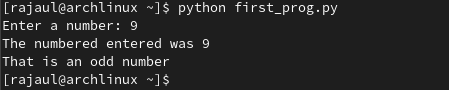 [rajaul@archlinux ~]$ python first_prog.py
Enter a number: 9
The numbered entered was 9
That is an odd number
[rajaul@archlinux ~]$